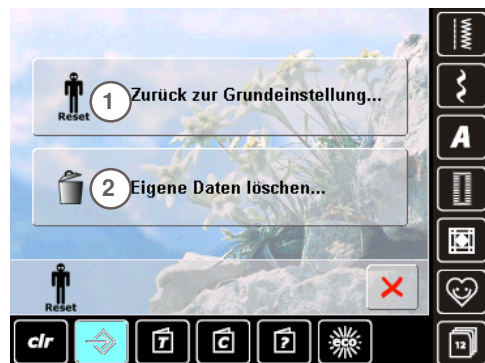 Reset
1
Zurück zur Grundeinstellung...
2
Eigene Daten löschen...
Reset
A
12
clr
T
C
?
eco